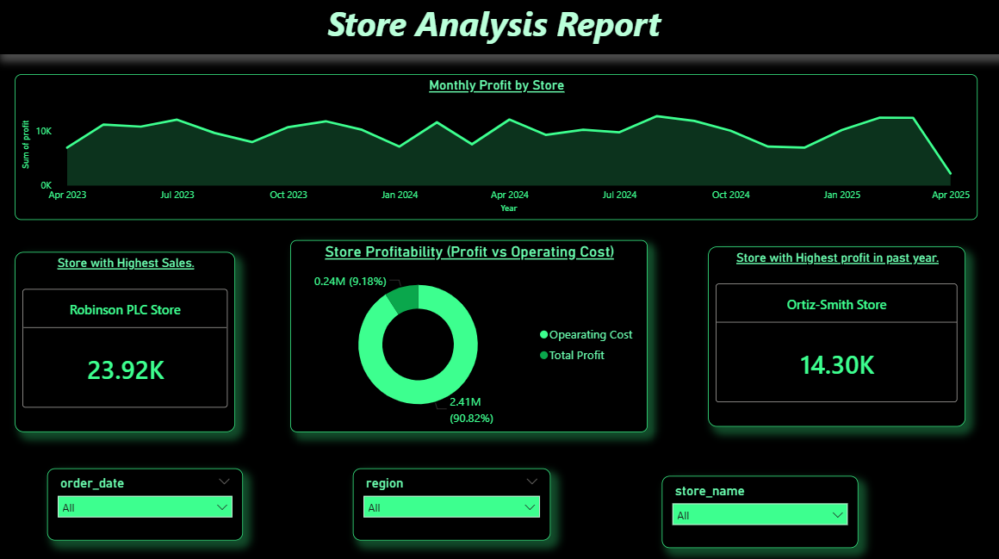 Store Analysis Report
Monthly Profit by Store
Sum of profit
10K
0K
Apr 2023
Jul 2023
Oct 2023
Jan 2024
Apr 2024
Jul 2024
Oct 2024
Jan 2025
Apr 2025
Year
Store with Highest Sales.
Robinson PLC Store
23.92K
Store Profitability (Profit vs Operating Cost)
0.24M (9.18%)
2.41M
(90.82%)
Opearating Cost
Total Profit
Store with Highest profit in past year.
Ortiz-Smith Store
14.30K
order_date
All
region
All
store_name
All